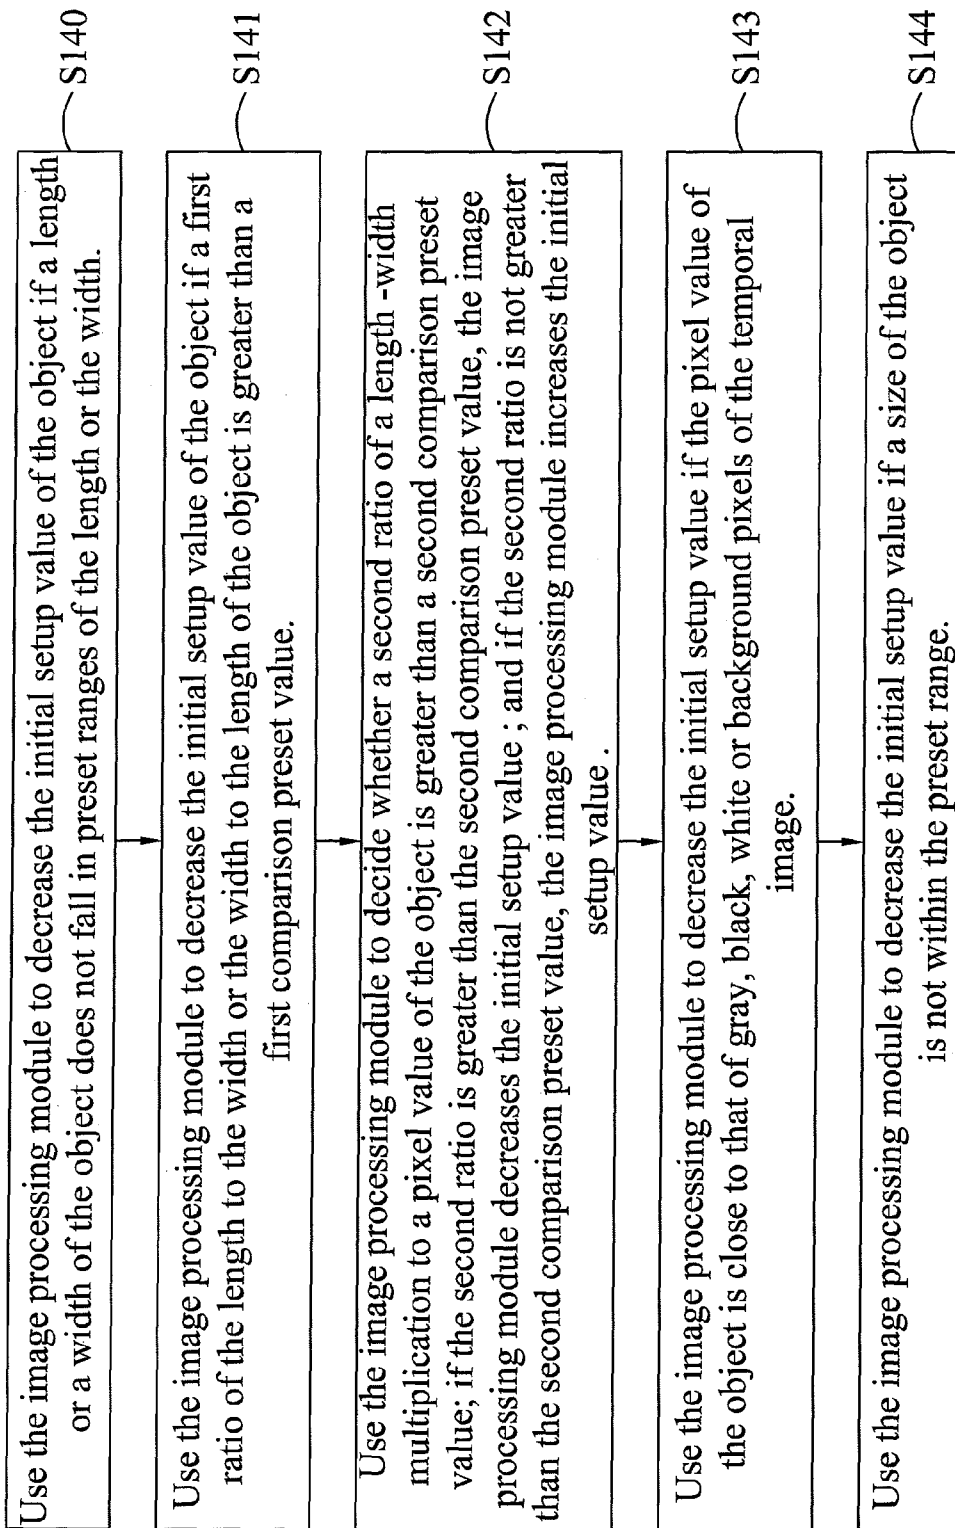 Use the image processing module to decrease the initial setup value of the object if a length
or a width of the object does not fall in preset ranges of the length or the width.
S140
Use the image processing module to decrease the initial setup value of the object if a first
ratio of the length to the width or the width to the length of the object is greater than a
first comparison preset value.
S141
Use the image processing module to decide whether a second ratio of a length -width
multiplication to a pixel value of the object is greater than a second comparison preset
value; if the second ratio is greater than the second comparison preset value, the image
processing module decreases the initial setup value ; and if the second ratio is not greater
than the second comparison preset value, the image processing module increases the initial
setup value .
S142
Use the image processing module to decrease the initial setup value if the pixel value of
the object is close to that of gray, black, white or background pixels of the temporal
image.
S143
Use the image processing module to decrease the initial setup value if a size of the object
is not within the preset range.
S144